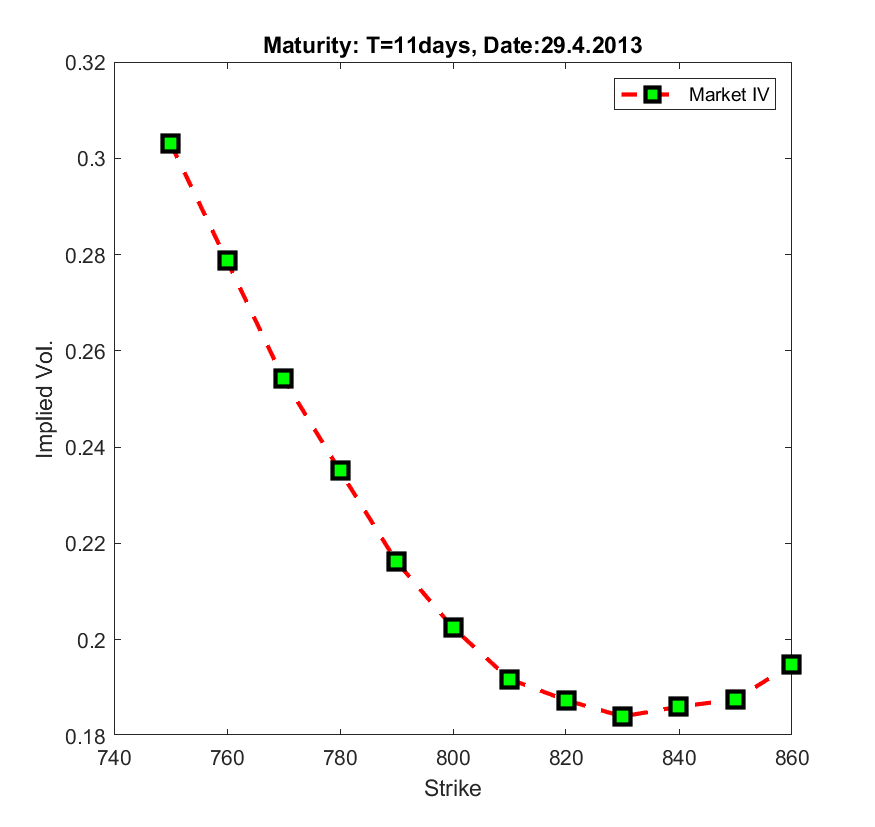 Maturity: T=11days, Date:29.4.2013
Market IV
0.32
0.3
0.28
0.26
0.24
0.22
0.2
0.18
Implied Vol.
740 760 780 800 820 840 860
Strike